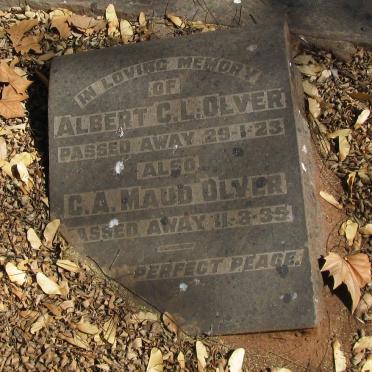 IN LOVING MEMORY
OF
ALBERT C.L. OLVER
PASSED AWAY 29-1-23
ALSO
C.A. MAUD OLVER
PASSED AWAY 11-3-35
PERFECT PEACE.